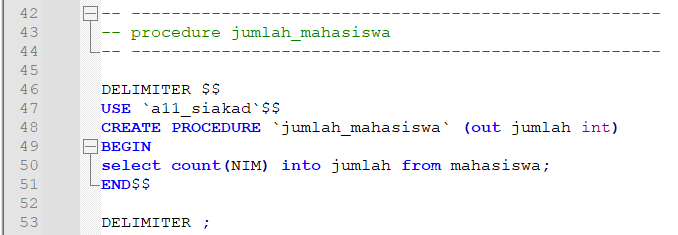 42 -- -----------------------------------------------------
43 -- procedure jumlah_mahasiswa
44 -- -----------------------------------------------------
45
46 DELIMITER $$
47 USE `a11_siakad`$$
48 CREATE PROCEDURE `jumlah_mahasiswa` (out jumlah int)
49 BEGIN
50 select count(NIM) into jumlah from mahasiswa;
51 END$$
52
53 DELIMITER ;